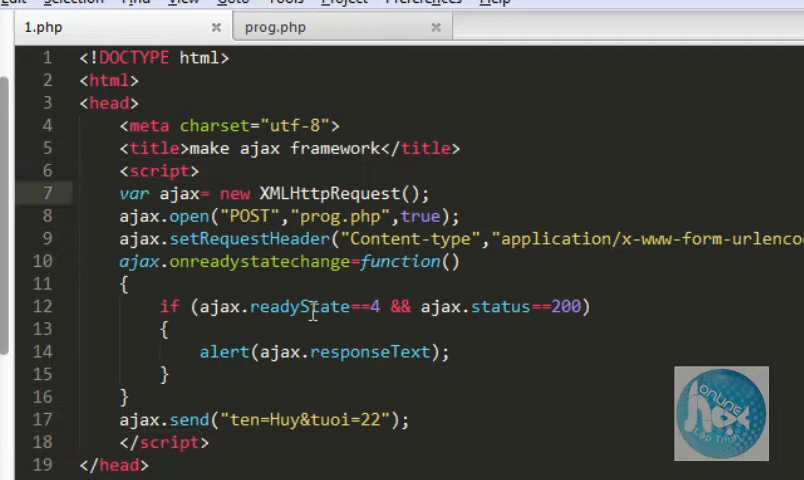 Edit Selection Find View Goto Tools Project Preferences Help
1.php × prog.php ×
1 <!DOCTYPE html>
2 <html>
3 <head>
4 <meta charset="utf-8">
5 <title>make ajax framework</title>
6 <script>
7 var ajax= new XMLHttpRequest();
8 ajax.open("POST","prog.php",true);
9 ajax.setRequestHeader("Content-type","application/x-www-form-urlenco
10 ajax.onreadystatechange=function()
11 {
12 if (ajax.readyState==4 && ajax.status==200)
13 {
14 alert(ajax.responseText);
15 }
16 }
17 ajax.send("ten=Huy&tuoi=22");
18 </script>
19 </head>
ONLINE
học
Lập Trình